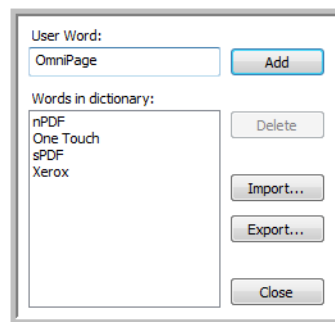 User Word:
OmniPage
Add
Words in dictionary:
nPDF
One Touch
sPDF
Xerox
Delete
Import...
Export...
Close